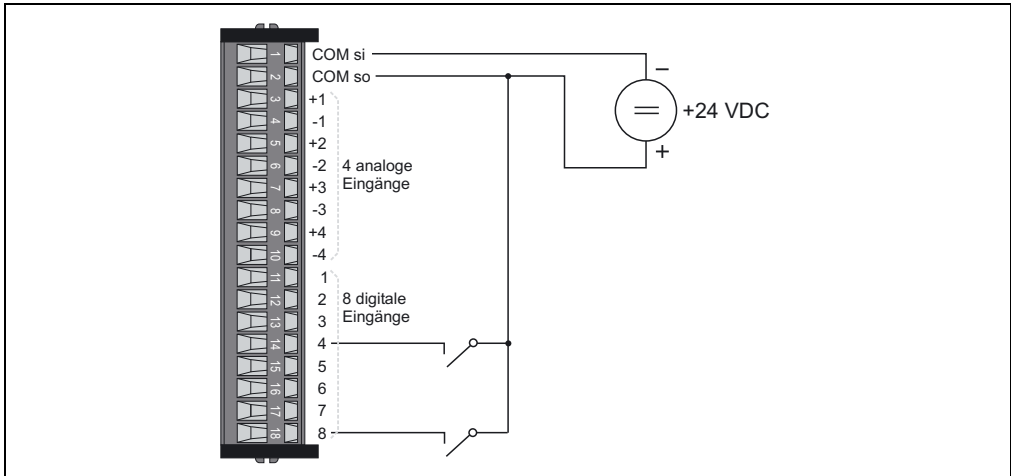 1 COM si
2 COM so
3 +1
4 -1
5 +2
6 -2
7 +3
8 -3
9 +4
10 -4
4 analoge
Eingänge
11 1
12 2
13 3
14 4
15 5
16 6
17 7
18 8
8 digitale
Eingänge
−
+24 VDC
+